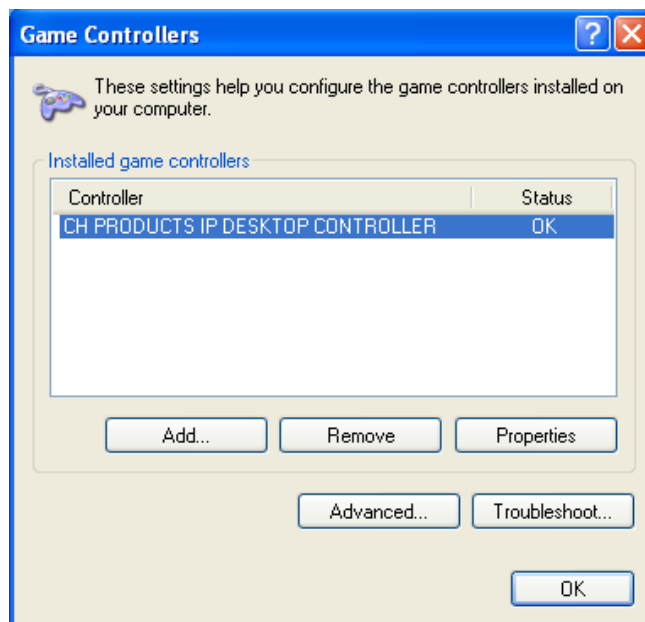 Game Controllers
?
X
These settings help you configure the game controllers installed on
your computer.
Installed game controllers
Controller Status
CH PRODUCTS IP DESKTOP CONTROLLER OK
Add... Remove Properties
Advanced... Troubleshoot...
OK